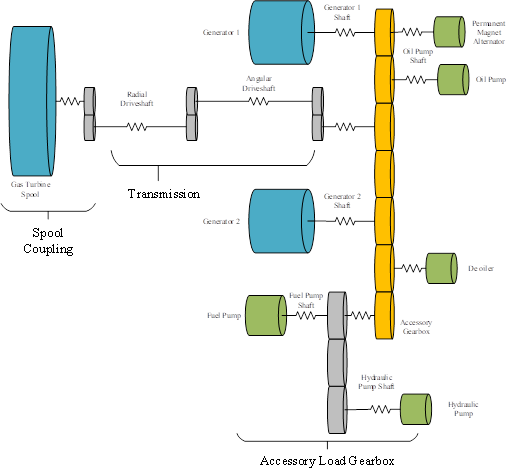 Generator 1
Generator 1
Shaft
Permanent
Magnet
Alternator
Oil Pump
Shaft
Oil Pump
Radial
Driveshaft
Angular
Driveshaft
Gas Turbine
Spool
Transmission
Spool
Coupling
Generator 2
Generator 2
Shaft
Deoiler
Fuel Pump
Fuel Pump
Shaft
Accessory
Gearbox
Hydraulic
Pump Shaft
Hydraulic
Pump
Accessory Load Gearbox